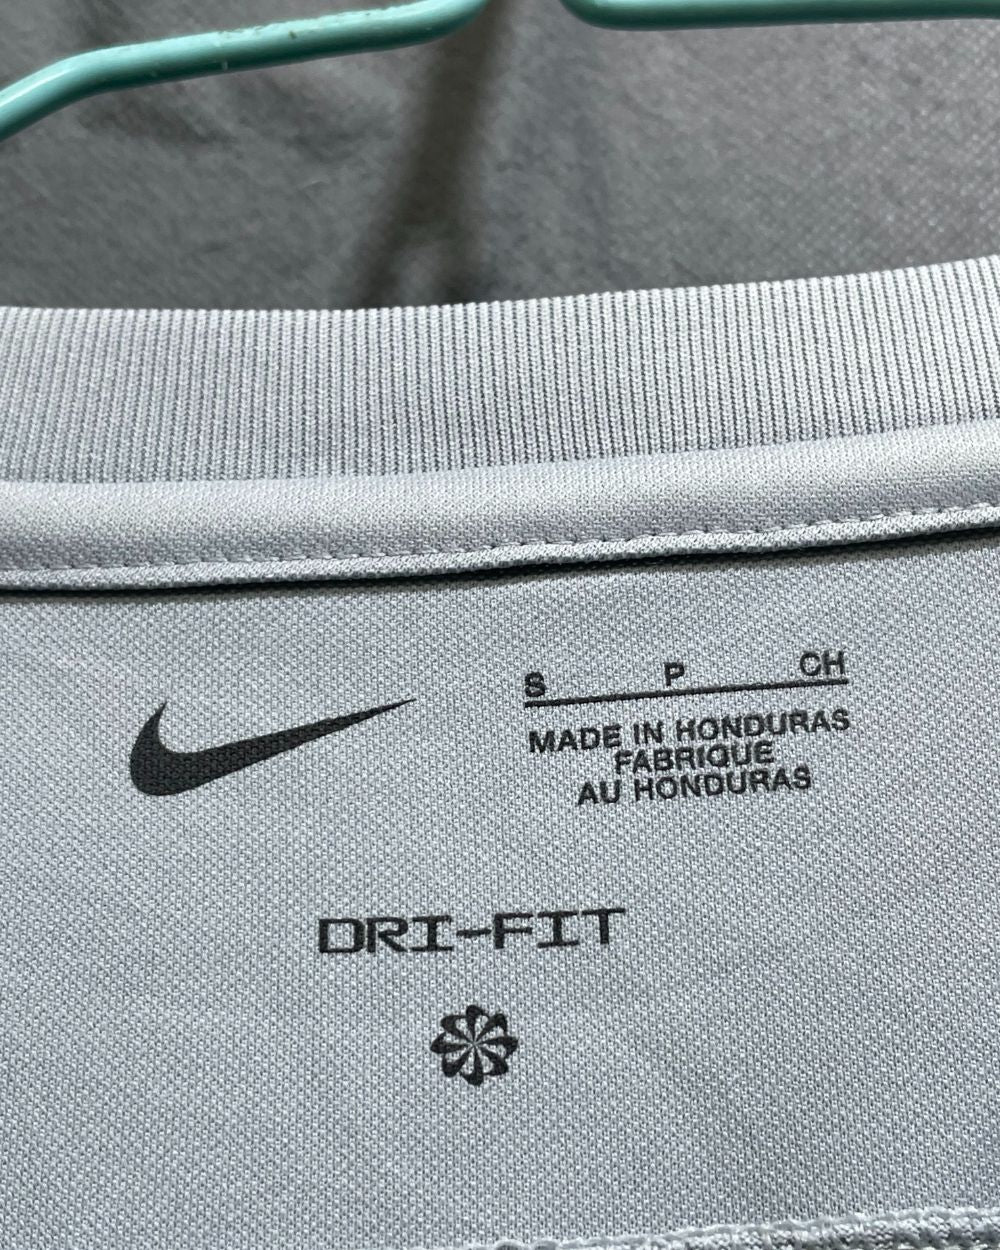 S P CH
MADE IN HONDURAS
FABRIQUE
AU HONDURAS
DRI-FIT